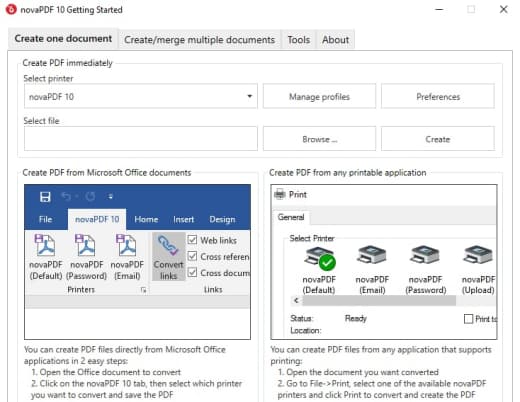 novaPDF 10 Getting Started
Create one document
Create/merge multiple documents
Tools
About
Create PDF immediately
Select printer
novaPDF 10
Manage profiles
Preferences
Select file
Browse ...
Create
Create PDF from Microsoft Office documents
File
novaPDF 10
Home
Insert
Design
novaPDF (Default)
novaPDF (Password)
novaPDF (Email)
Printers
Convert links
Web links
Cross referen
Cross docum
Links
You can create PDF files directly from Microsoft Office
applications in 2 easy steps:
1. Open the Office document to convert
2. Click on the novaPDF 10 tab, then select which printer
you want to convert and save the PDF
Create PDF from any printable application
Print
General
Select Printer
novaPDF (Default)
novaPDF (Email)
novaPDF (Password)
novaPDF (Upload)
Status:
Ready
Print to
Location:
You can create PDF files from any application that supports
printing:
1. Open the document you want converted
2. Go to File->Print, select one of the available novaPDF
printers and click Print to convert and create the PDF